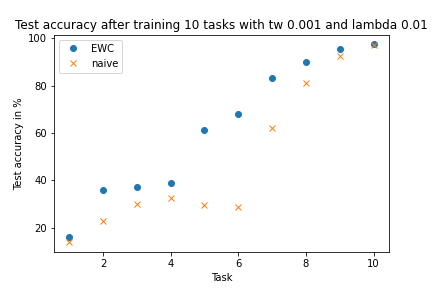 Test accuracy after training 10 tasks with tw 0.001 and lambda 0.01
100
80
60
40
20
Test accuracy in %
EWC
naive
2
4
6
8
10
Task